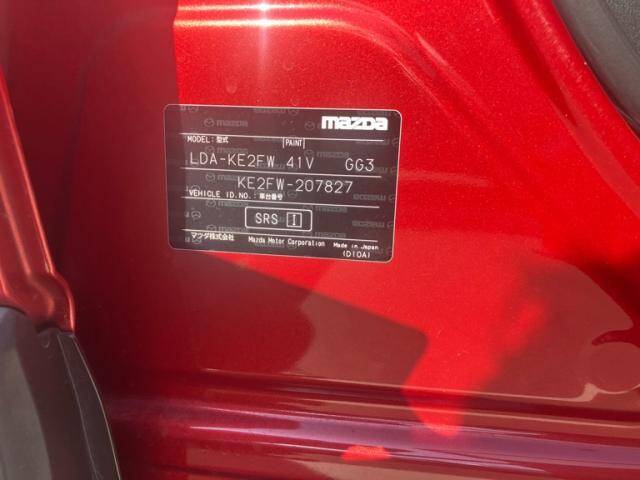 mazda
MODEL:型式 PAINT
LDA-KE2FW 41V GG3
KE2FW-207827
VEHICLE ID.NO.:車台番号
SRS I
マツダ株式会社 Mazda Motor Corporation Made in Japan
(D10A)